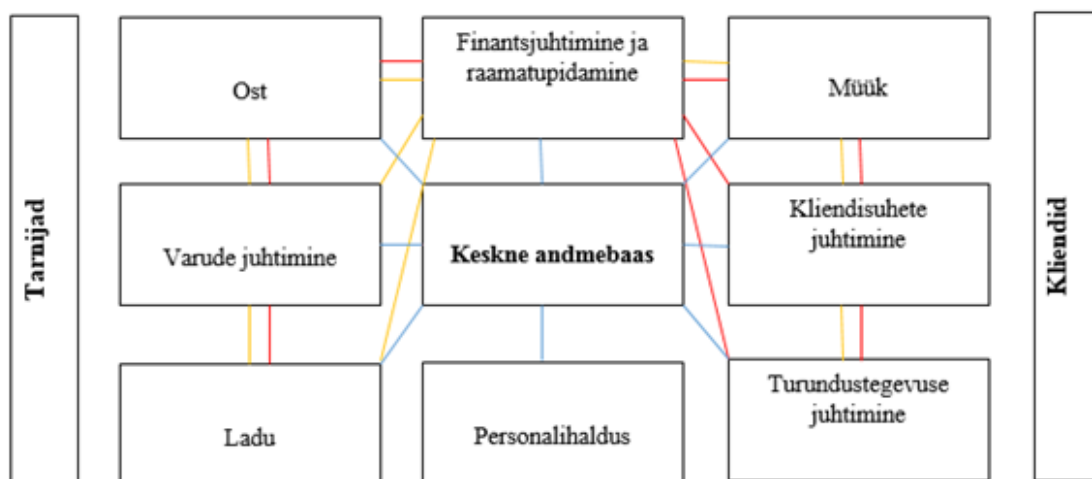 Tarnijad
Ost
Finantsjuhtimine ja
raamatupidamine
Müük
Varude juhtimine
Keskne andmebaas
Kliendisuhete
juhtimine
Ladu
Personalihaldus
Turundustegevuse
juhtimine
Kliendid